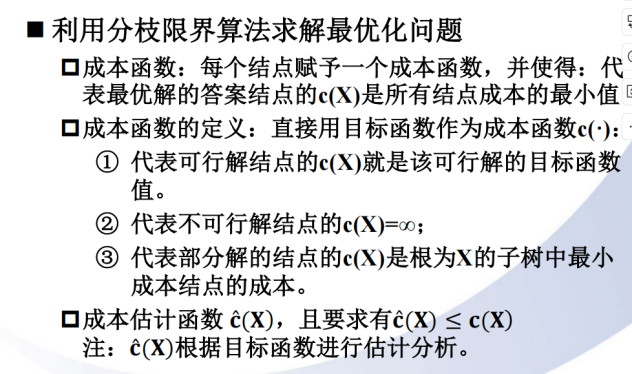 ■ 利用分枝限界算法求解最优化问题
□成本函数：每个结点赋予一个成本函数，并使得：代
表最优解的答案结点的c(X)是所有结点成本的最小值
□成本函数的定义：直接用目标函数作为成本函数c(·)：
① 代表可行解结点的c(X)就是该可行解的目标函数
值。
② 代表不可行解结点的c(X)=∞；
③ 代表部分解的结点的c(X)是根为X的子树中最小
成本结点的成本。
□成本估计函数 ĉ(X)，且要求有ĉ(X) ≤ c(X)
注：ĉ(X)根据目标函数进行估计分析。